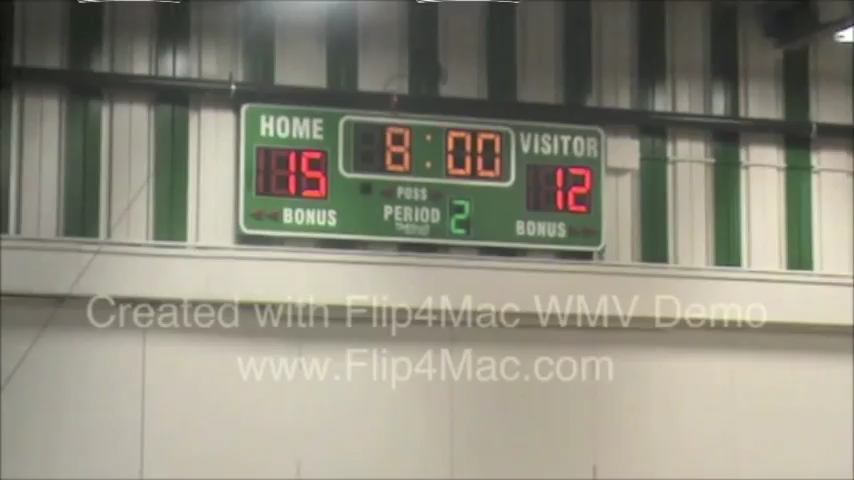 HOME 8:00 VISITOR
15 12
POSS
BONUS PERIOD 2 BONUS
Created with Flip4Mac WMV Demo
www.Flip4Mac.com